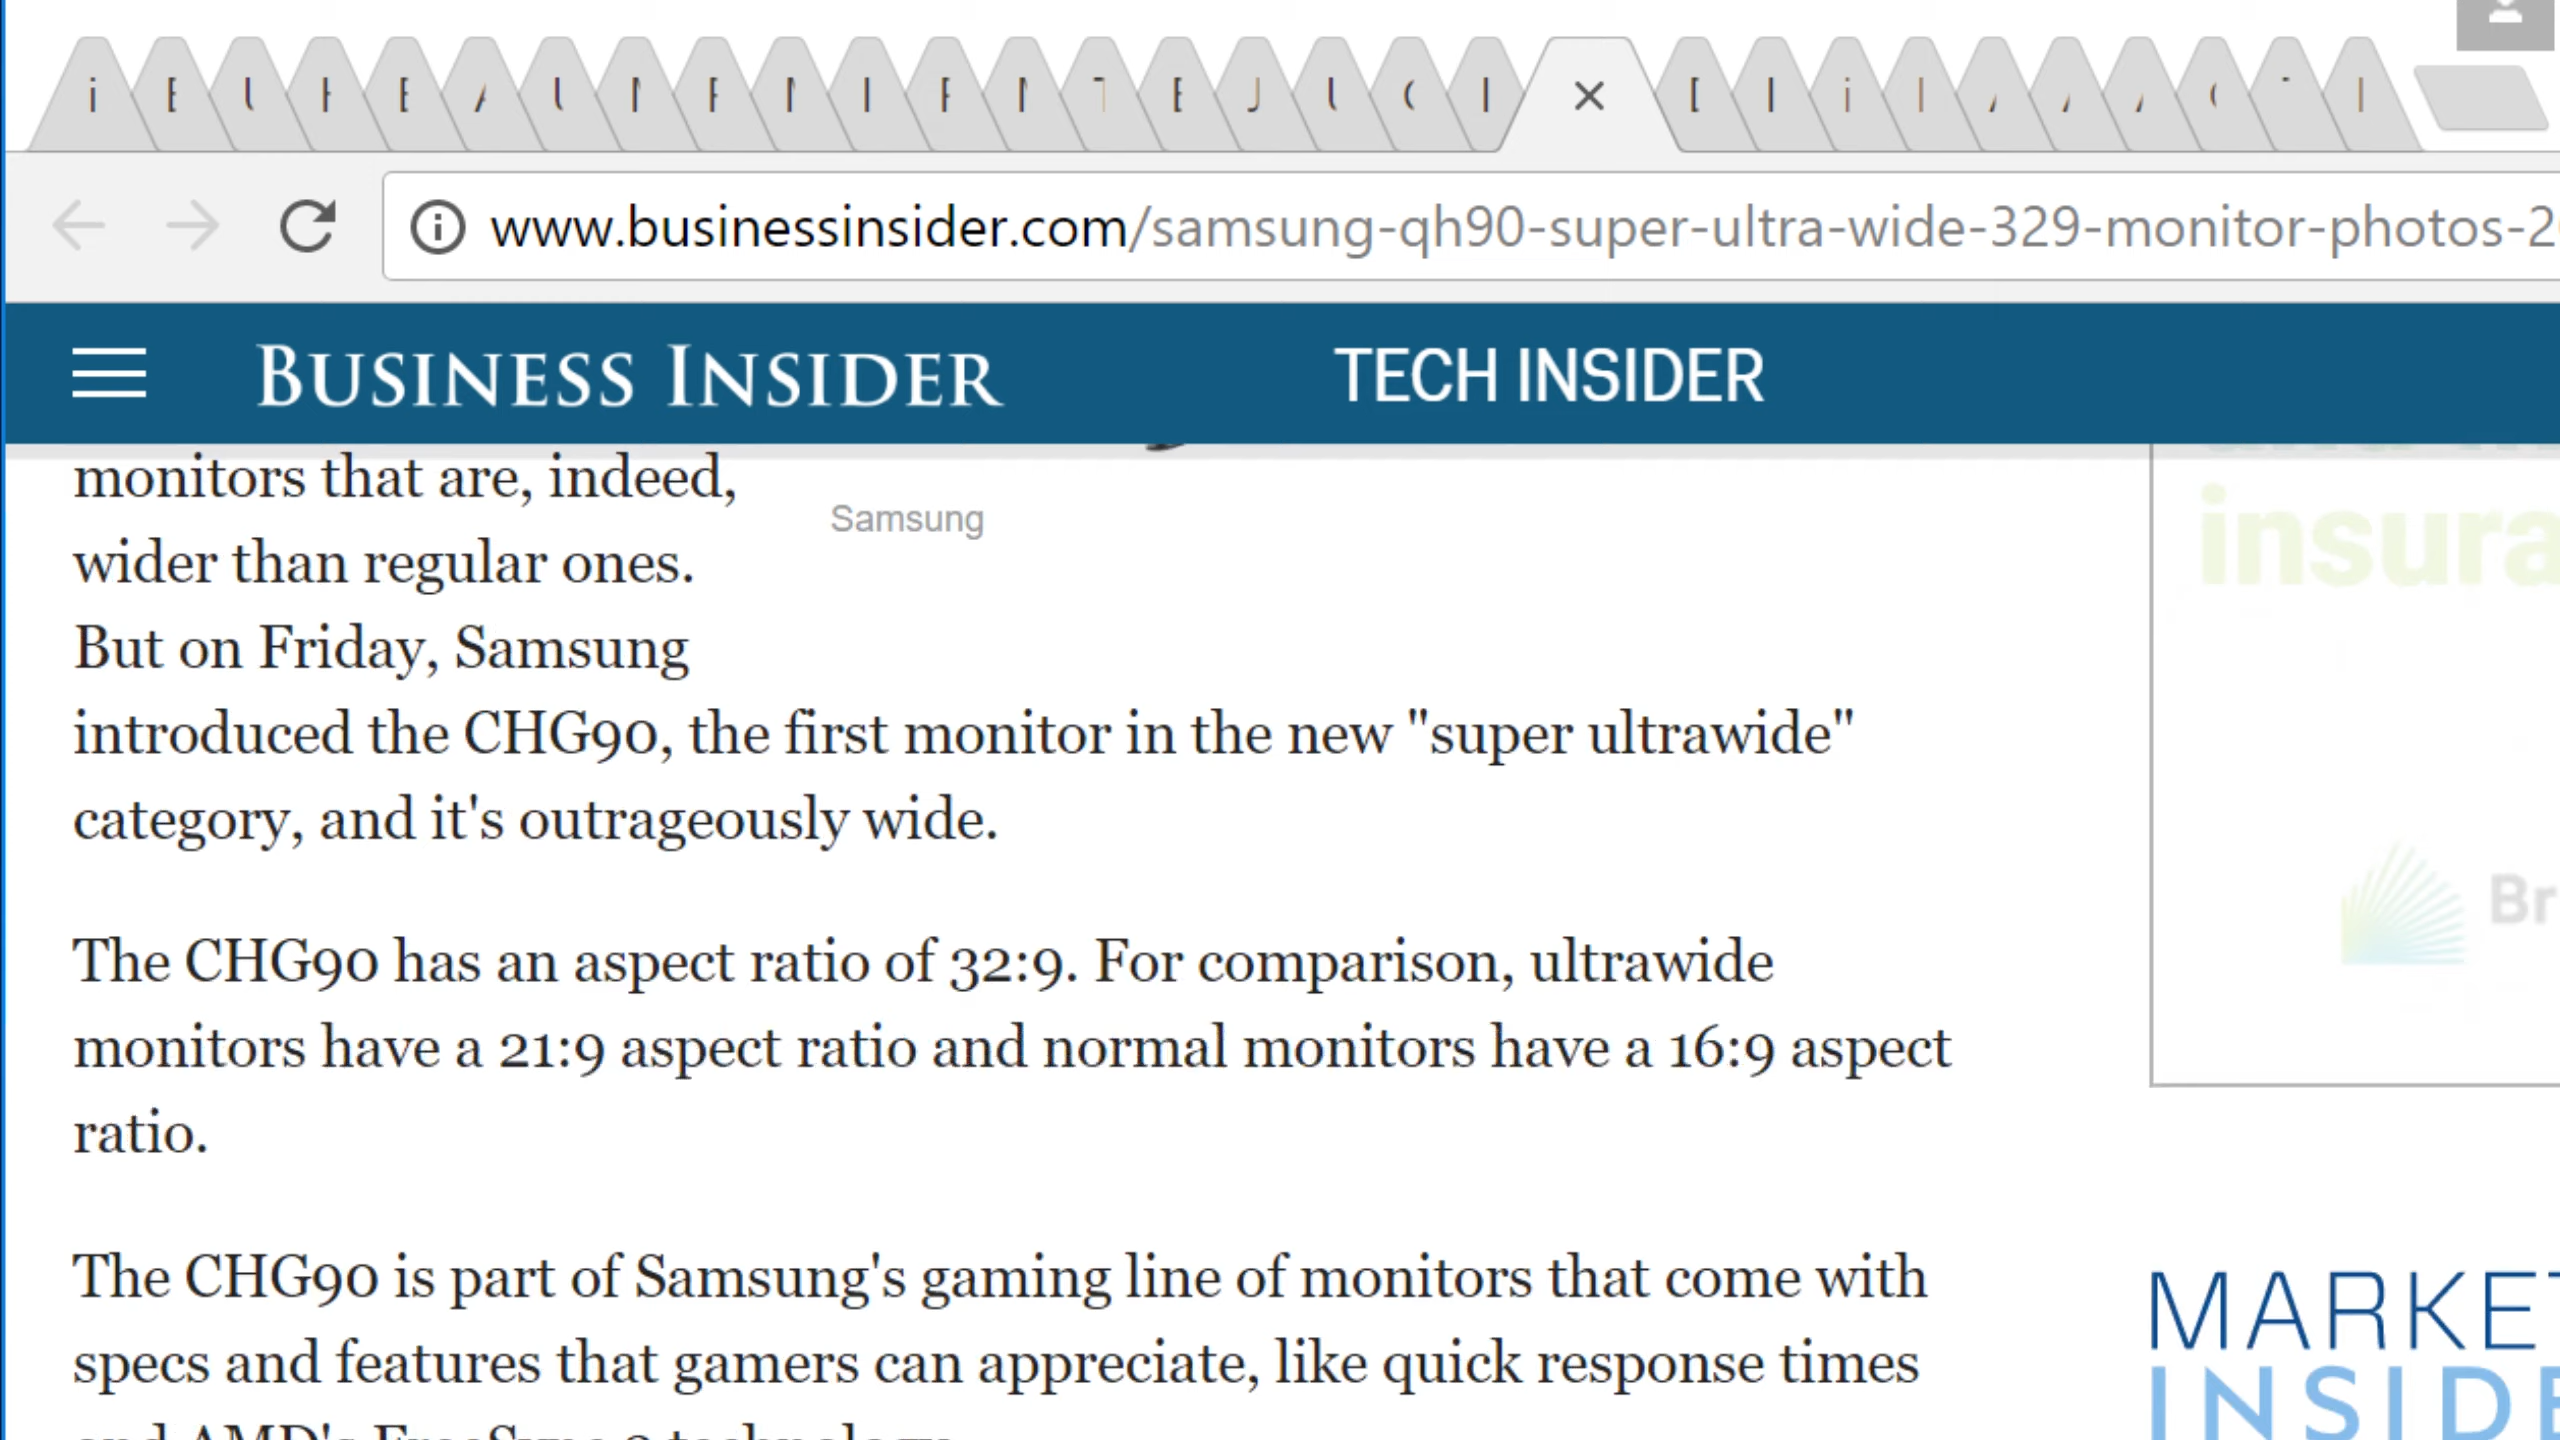 i E U F E A U N F N I F N T E J U C I × [ I i I A A A C T I
www.businessinsider.com/samsung-qh90-super-ultra-wide-329-monitor-photos-2
BUSINESS INSIDER
TECH INSIDER
monitors that are, indeed,
wider than regular ones.
But on Friday, Samsung
introduced the CHG90, the first monitor in the new "super ultrawide"
category, and it's outrageously wide.
Samsung
The CHG90 has an aspect ratio of 32:9. For comparison, ultrawide
monitors have a 21:9 aspect ratio and normal monitors have a 16:9 aspect
ratio.
The CHG90 is part of Samsung's gaming line of monitors that come with
specs and features that gamers can appreciate, like quick response times
and AMD's FreeSync 2 technology
insura
Br
MARKET
INSIDE